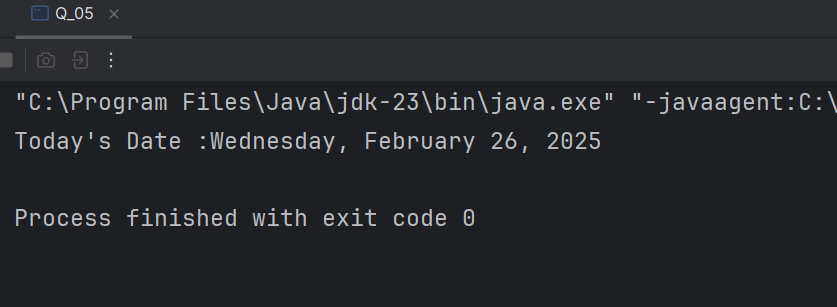 Q_05
"C:\Program Files\Java\jdk-23\bin\java.exe" "-javaagent:C:\
Today's Date :Wednesday, February 26, 2025
Process finished with exit code 0